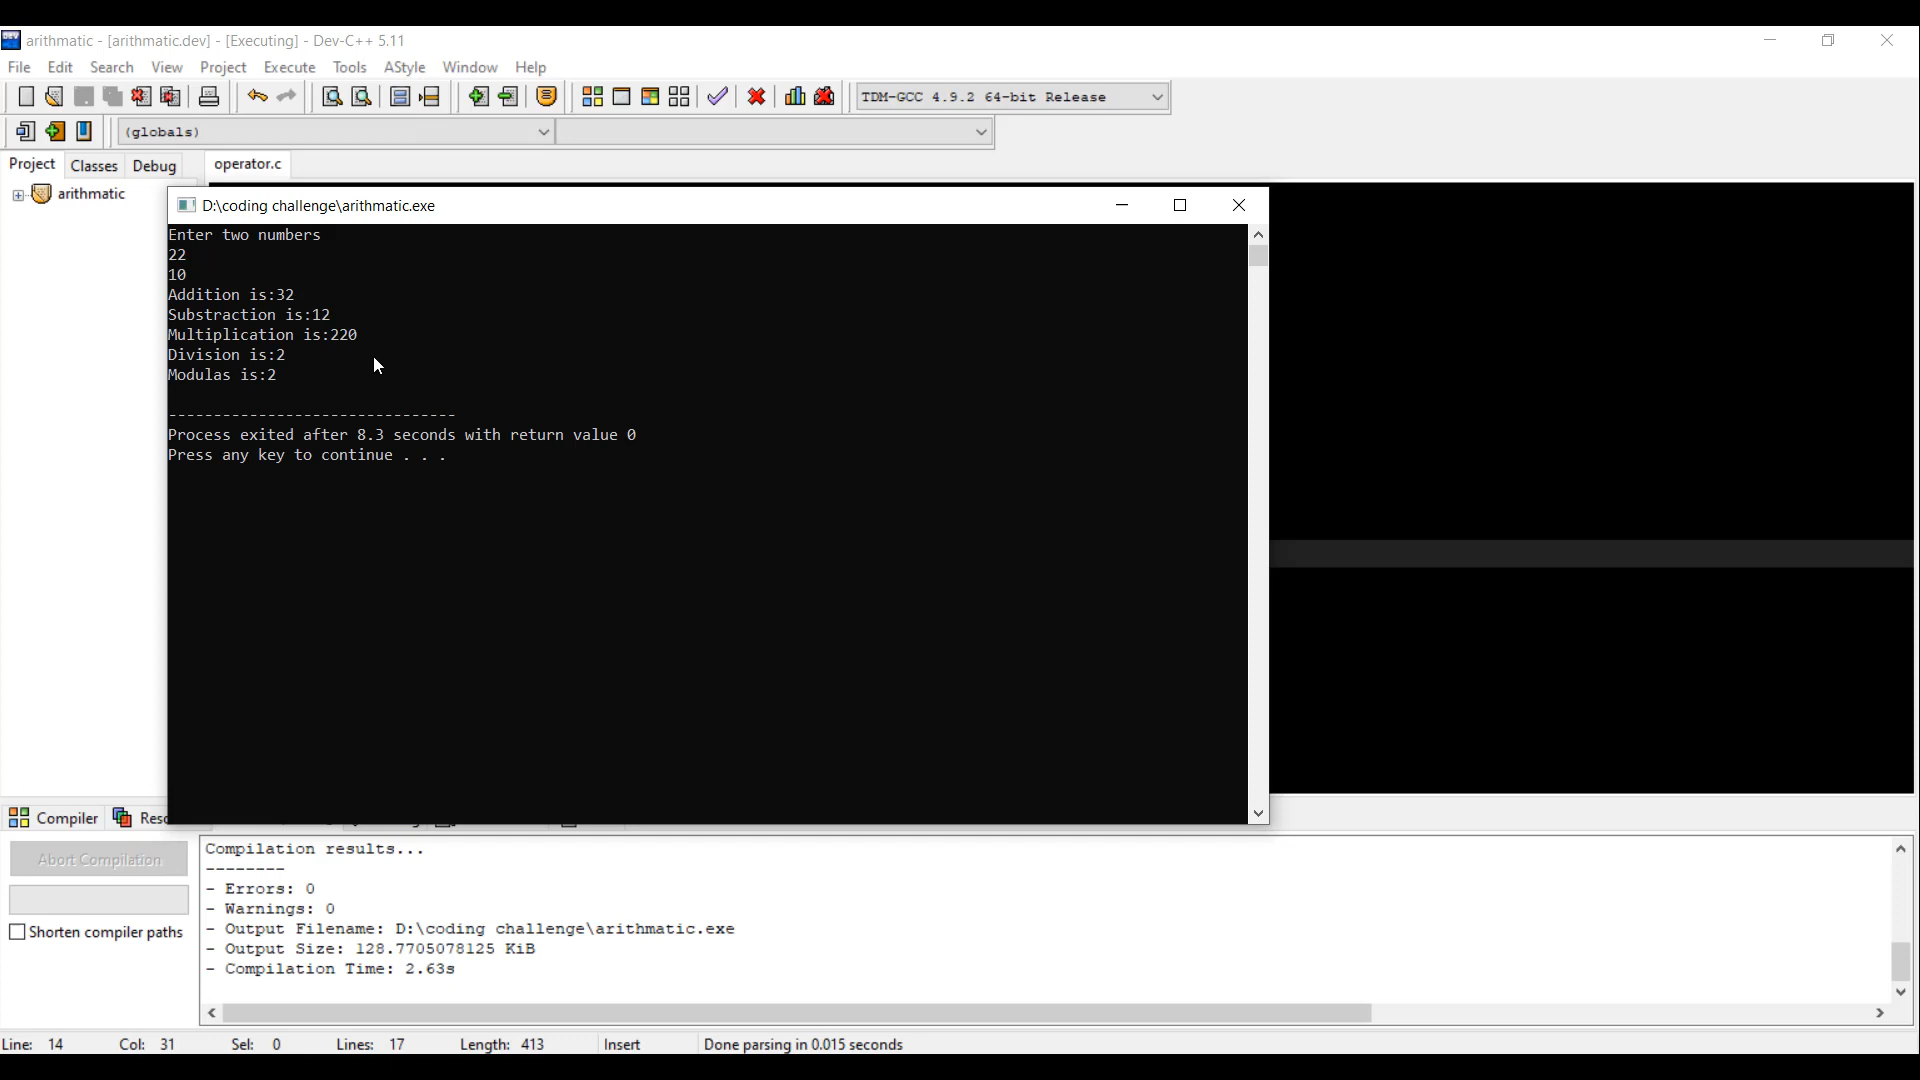 arithmatic - [arithmatic.dev] - [Executing] - Dev-C++ 5.11
File Edit Search View Project Execute Tools AStyle Window Help
TDM-GCC 4.9.2 64-bit Release
(globals)
Project Classes Debug operator.c
arithmatic
D:\coding challenge\arithmatic.exe
Enter two numbers
22
10
Addition is:32
Substraction is:12
Multiplication is:220
Division is:2
Modulas is:2
--------------------------------
Process exited after 8.3 seconds with return value 0
Press any key to continue . . .
Compiler
Abort Compilation
Shorten compiler paths
Compilation results...
--------
- Errors: 0
- Warnings: 0
- Output Filename: D:\coding challenge\arithmatic.exe
- Output Size: 128.7705078125 KiB
- Compilation Time: 2.63s
Line: 14 Col: 31 Sel: 0 Lines: 17 Length: 413 Insert Done parsing in 0.015 seconds